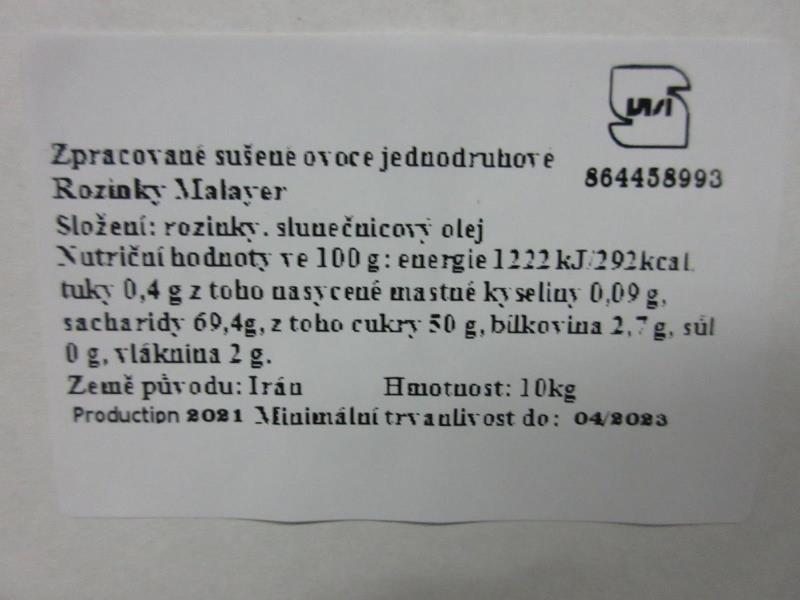 Zpracované sušené ovoce jednodruhové
864458993
Rozinky Malayer
Složení: rozinky. slunečnicový olej
Nutriční hodnoty ve 100 g: energie 1222 kJ/292kcal.
tuky 0,4 g z toho nasycené mastné kyseliny 0,09 g,
sacharidy 69,4g, z toho cukry 50 g, bílkovina 2,7g, sůl
0 g, vláknina 2 g.
Země původu: Irán Hmotnost: 10kg
Production 2021 Minimální trvanlivost do: 04/2023